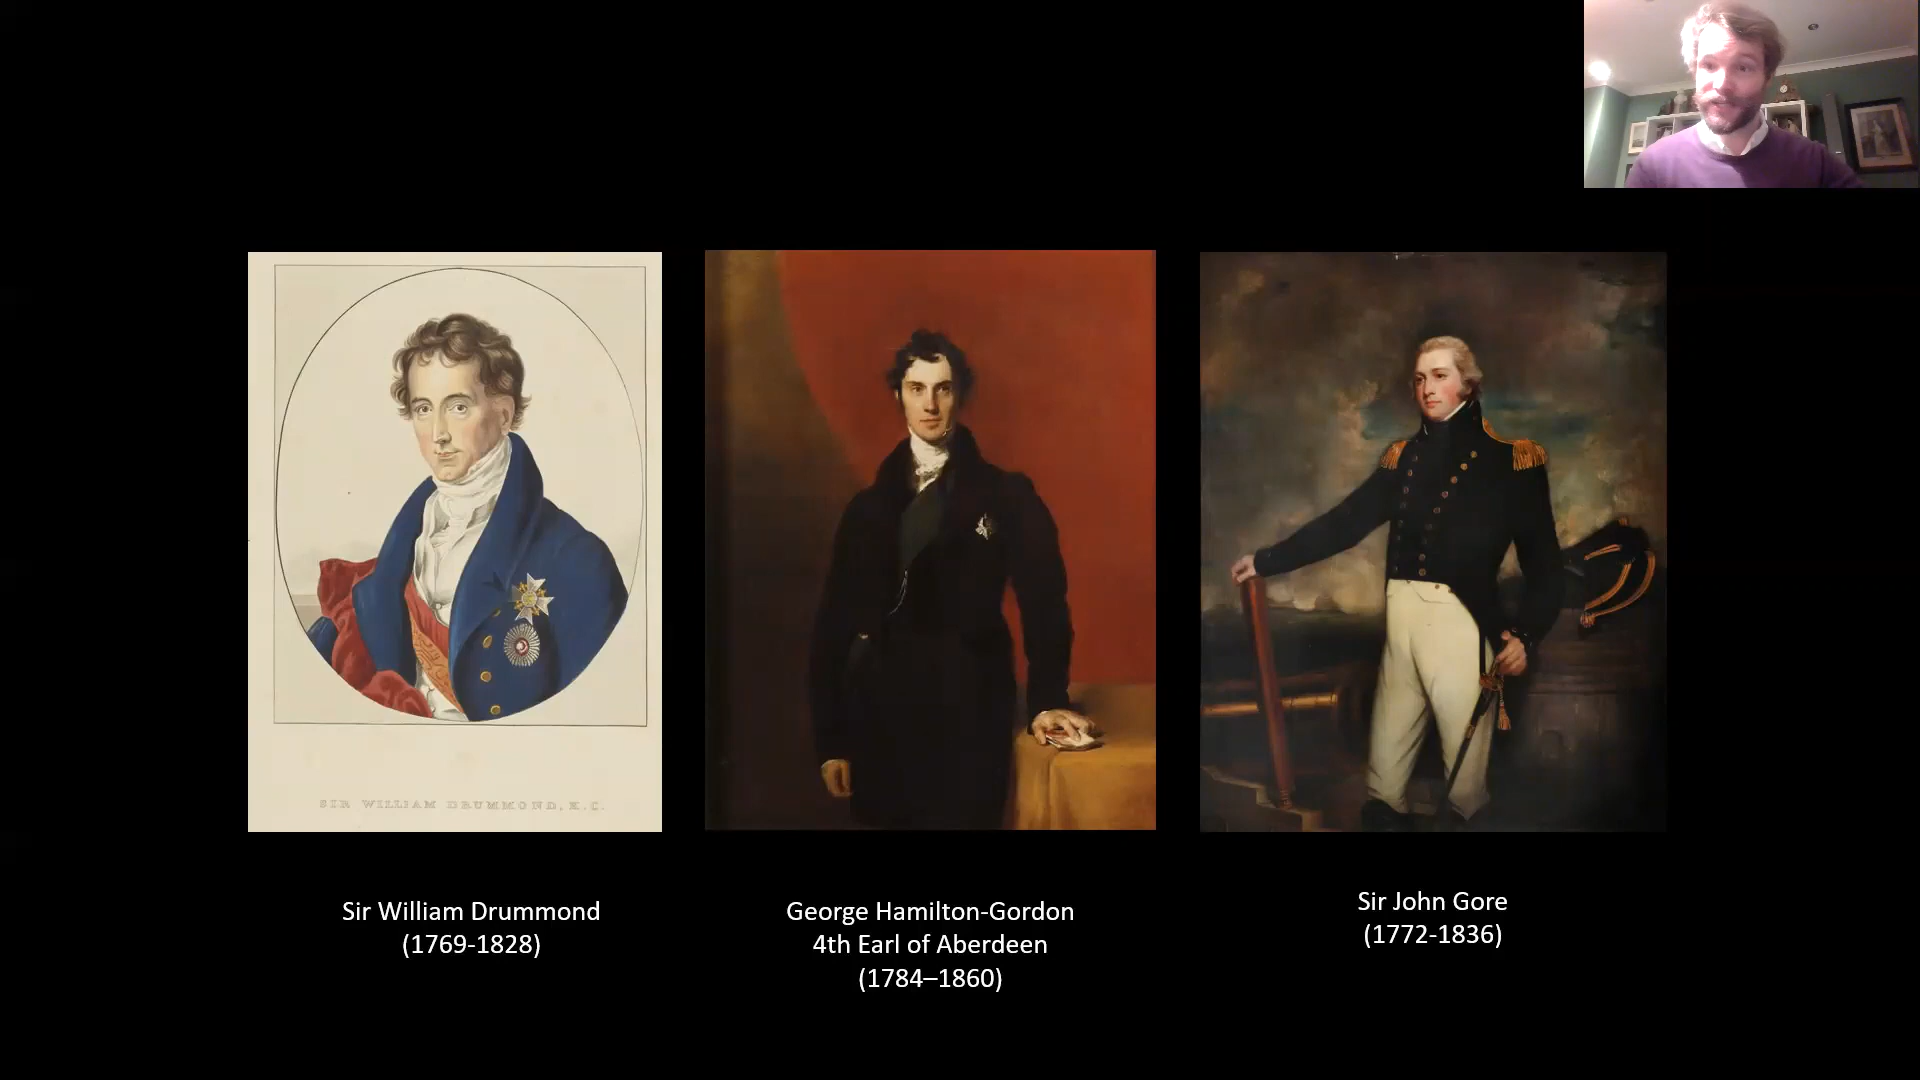 SIR WILLIAM DRUMMOND, K.C.
Sir William Drummond
(1769-1828)
George Hamilton-Gordon
4th Earl of Aberdeen
(1784–1860)
Sir John Gore
(1772-1836)